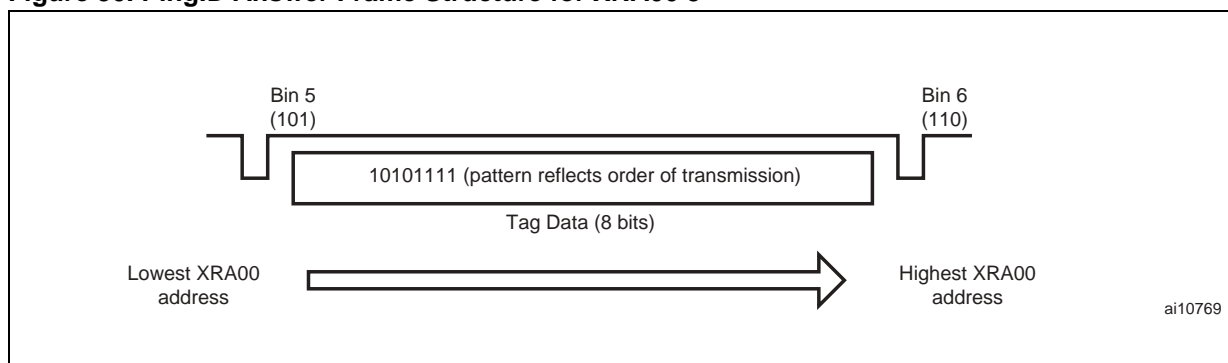 Bin 5
(101)
Bin 6
(110)
10101111 (pattern reflects order of transmission)
Tag Data (8 bits)
Lowest XRA00
address
Highest XRA00
address
ai10769